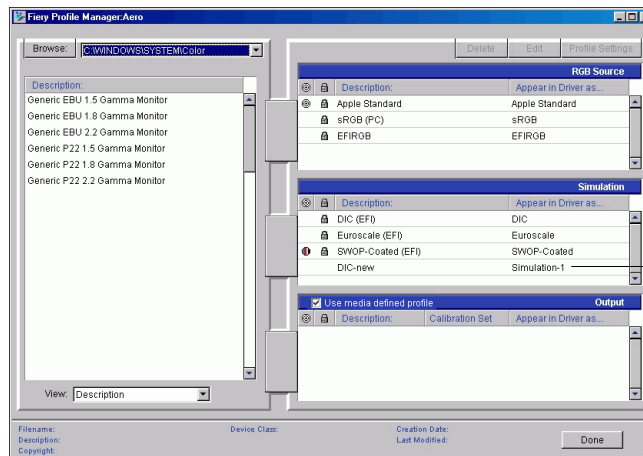 Fiery Profile Manager:Aero
Browse: C:\WINDOWS\SYSTEM\Color
Description:
Generic EBU 1.5 Gamma Monitor
Generic EBU 1.8 Gamma Monitor
Generic EBU 2.2 Gamma Monitor
Generic P22 1.5 Gamma Monitor
Generic P22 1.8 Gamma Monitor
Generic P22 2.2 Gamma Monitor
View: Description
Delete Edit Profile Settings
RGB Source
Description: Appear in Driver as...
Apple Standard Apple Standard
sRGB (PC) sRGB
EFIRGB EFIRGB
Simulation
Description: Appear in Driver as...
DIC (EFI) DIC
Euroscale (EFI) Euroscale
SWOP-Coated (EFI) SWOP-Coated
DIC-new Simulation-1
Use media defined profile Output
Description: Calibration Set Appear in Driver as...
Filename: Device Class: Creation Date:
Description: Last Modified:
Copyright:
Done